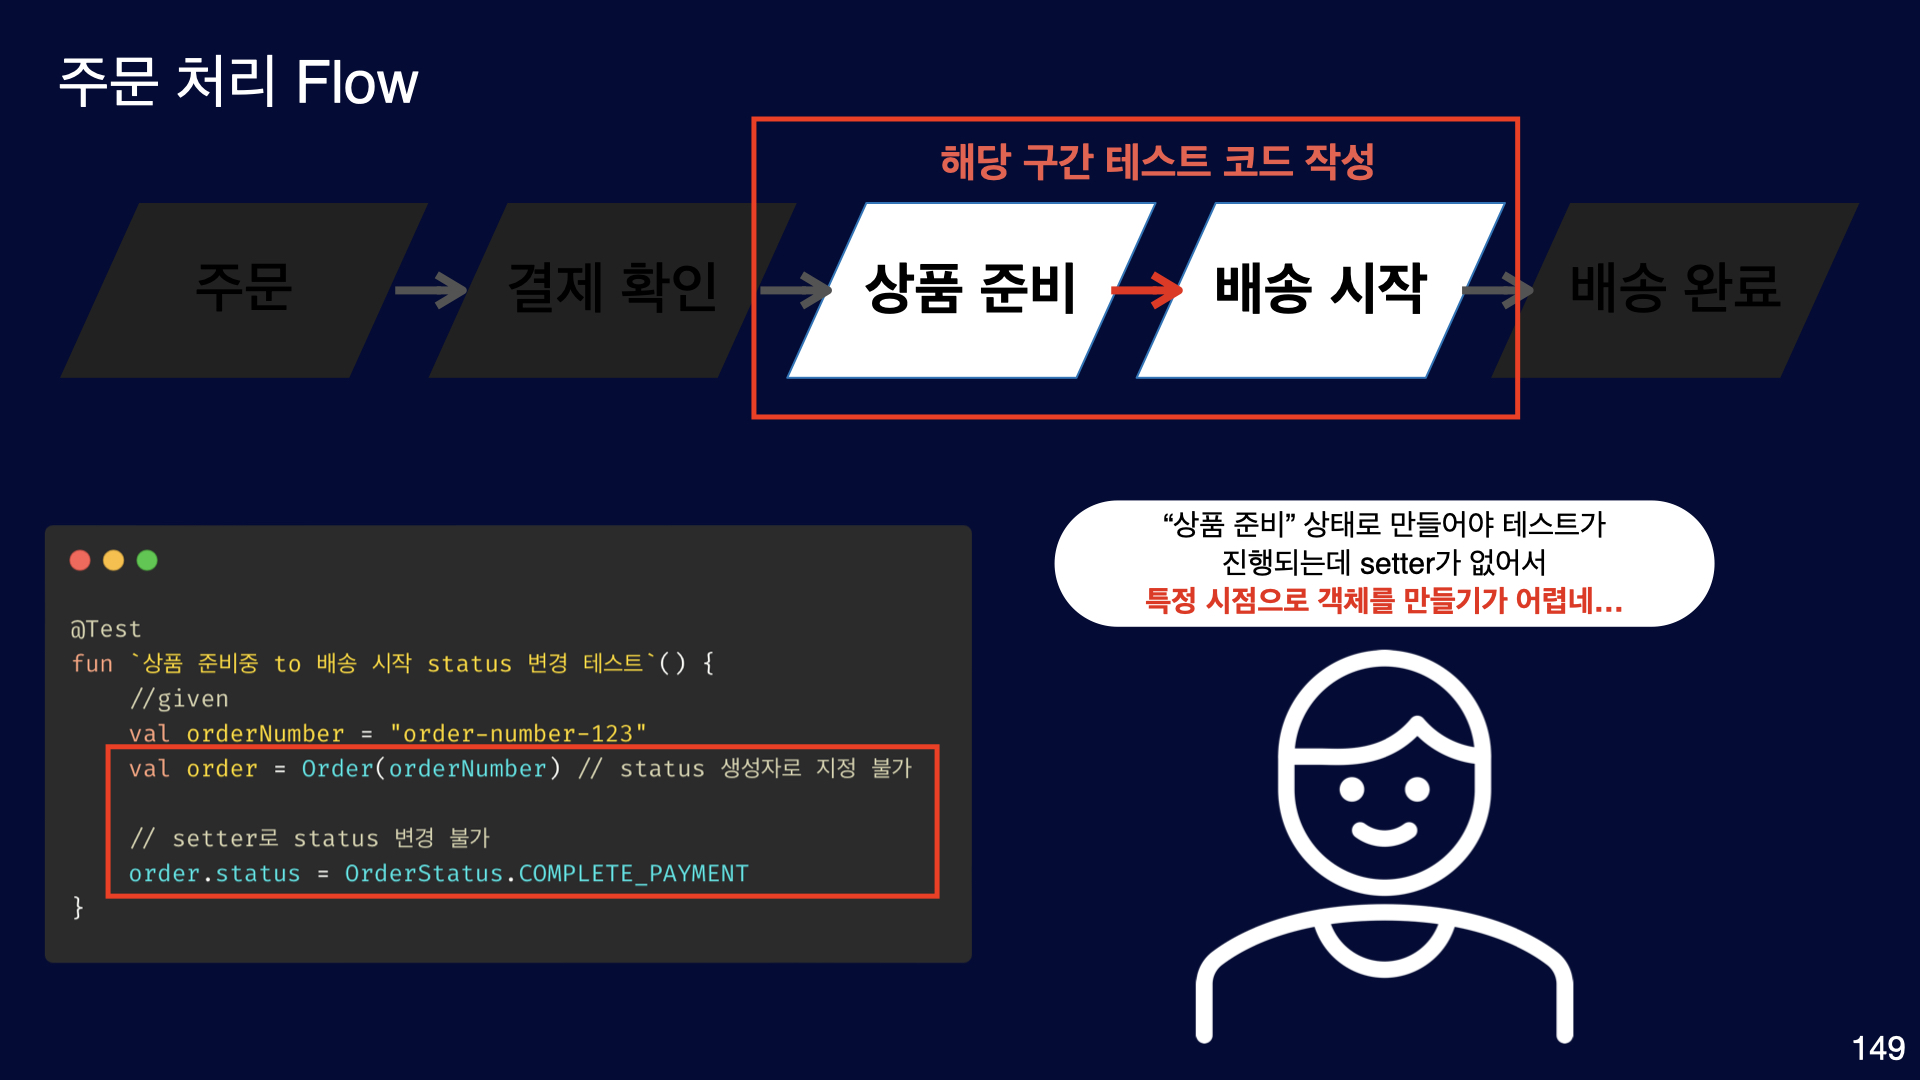 주문 처리 Flow
해당 구간 테스트 코드 작성
주문
결제 확인
상품 준비
배송 시작
배송 완료
“상품 준비” 상태로 만들어야 테스트가
진행되는데 setter가 없어서
특정 시점으로 객체를 만들기가 어렵네...
@Test
fun `상품 준비중 to 배송 시작 status 변경 테스트`() {
//given
val orderNumber = "order-number-123"
val order = Order(orderNumber) // status 생성자로 지정 불가
// setter로 status 변경 불가
order.status = OrderStatus.COMPLETE_PAYMENT
}
149